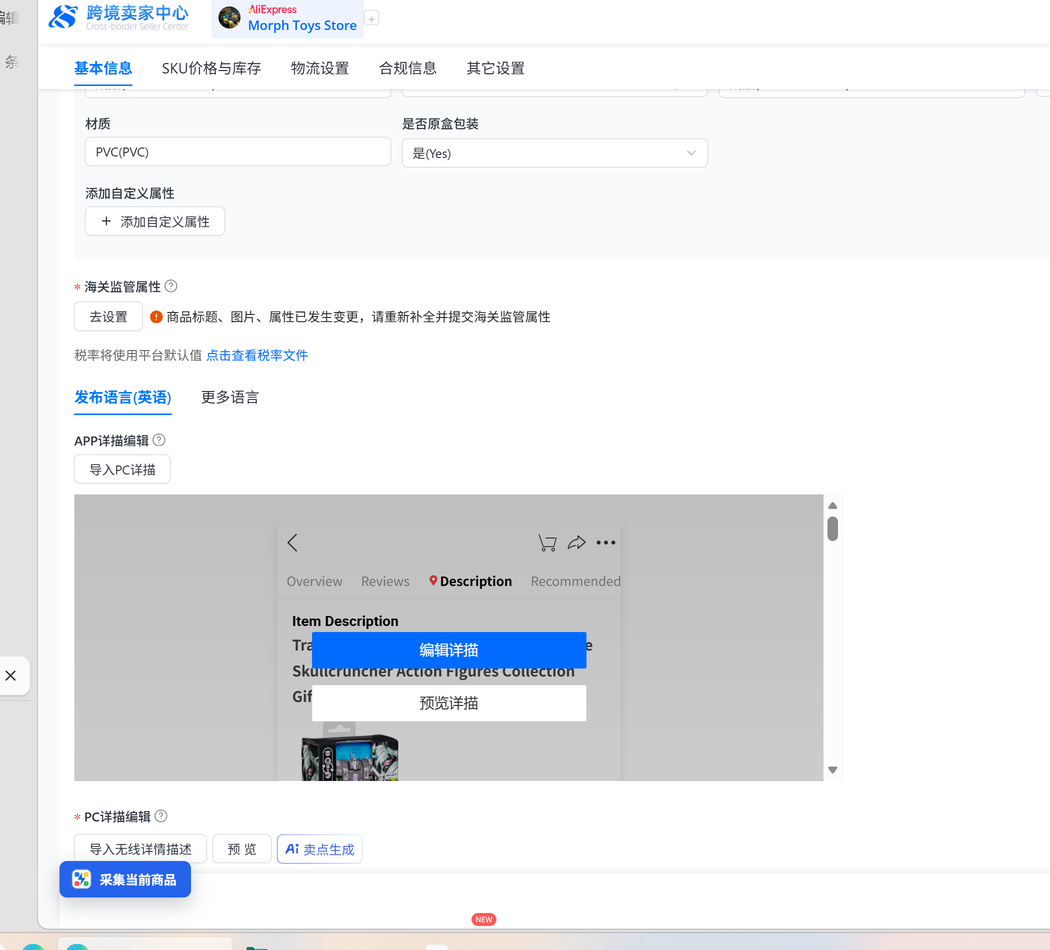 编辑
跨境卖家中心
Cross-border Seller Center
AliExpress
Morph Toys Store
条
基本信息
SKU价格与库存
物流设置
合规信息
其它设置
材质
是否原盒包装
PVC(PVC)
是(Yes)
添加自定义属性
+ 添加自定义属性
* 海关监管属性
去设置
商品标题、图片、属性已发生变更，请重新补全并提交海关监管属性
税率将使用平台默认值 点击查看税率文件
发布语言(英语)
更多语言
APP详描编辑
导入PC详描
Overview
Reviews
Description
Recommended
Item Description
编辑详描
Skullcruncher Action Figures Collection
预览详描
* PC详描编辑
导入无线详情描述
预 览
Ai 卖点生成
采集当前商品
NEW